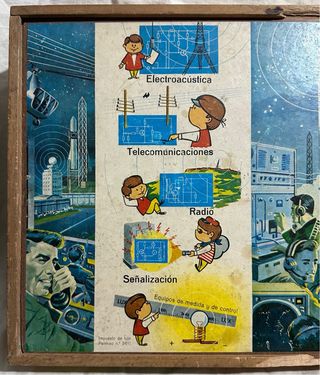 Electroacústica
Telecomunicaciones
Radio
Señalización
Equipos de medida y de control